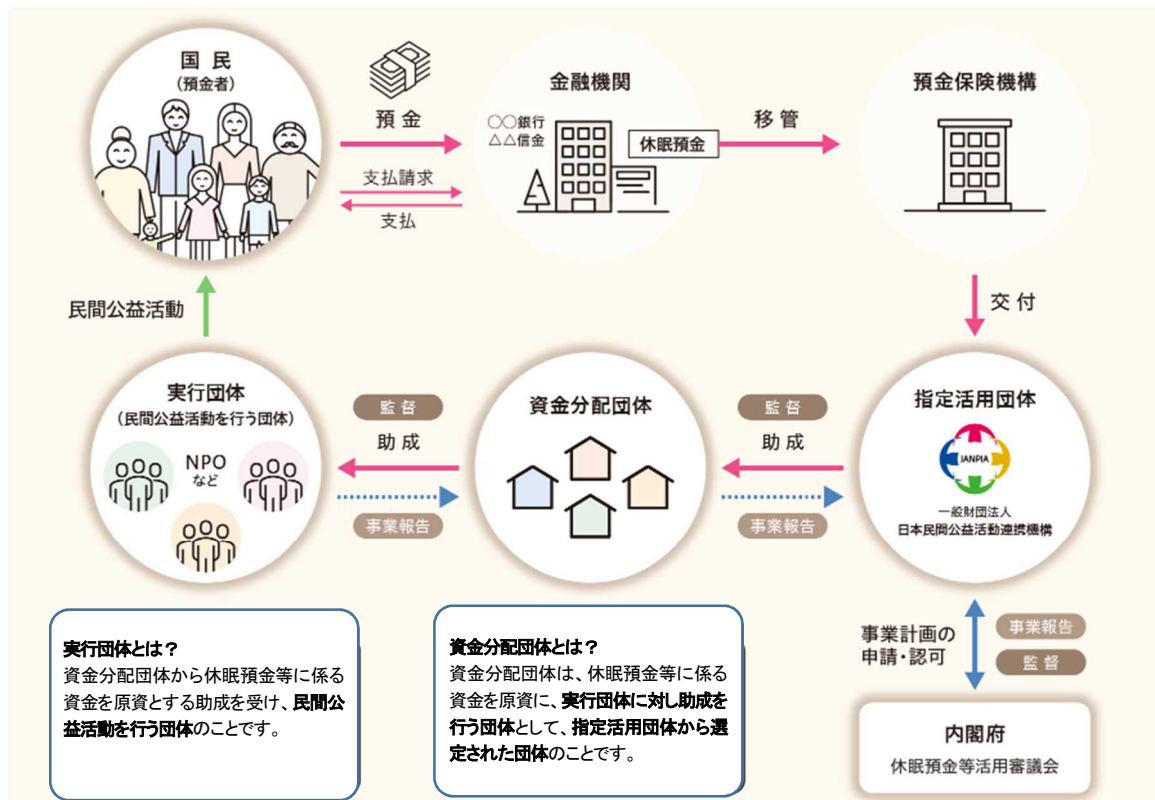 国民
(預金者)
預金
支払請求
支払
金融機関
〇〇銀行
△△信金
休眠預金
移管
預金保険機構
交付
民間公益活動
実行団体
(民間公益活動を行う団体)
NPO
など
監督
助成
事業報告
資金分配団体
監督
助成
事業報告
指定活用団体
JANPIA
一般財団法人
日本民間公益活動連携機構
実行団体とは？
資金分配団体から休眠預金等に係る
資金を原資とする助成を受け、民間公
益活動を行う団体のことです。
資金分配団体とは？
資金分配団体は、休眠預金等に係る
資金を原資に、実行団体に対し助成を
行う団体として、指定活用団体から選
定された団体のことです。
事業計画の
申請・認可
事業報告
監督
内閣府
休眠預金等活用審議会